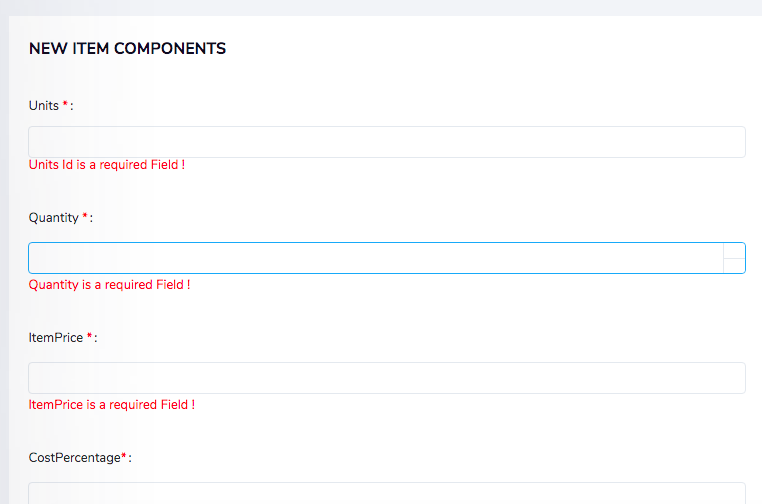 NEW ITEM COMPONENTS
Units * :
Units Id is a required Field !
Quantity * :
Quantity is a required Field !
ItemPrice * :
ItemPrice is a required Field !
CostPercentage* :